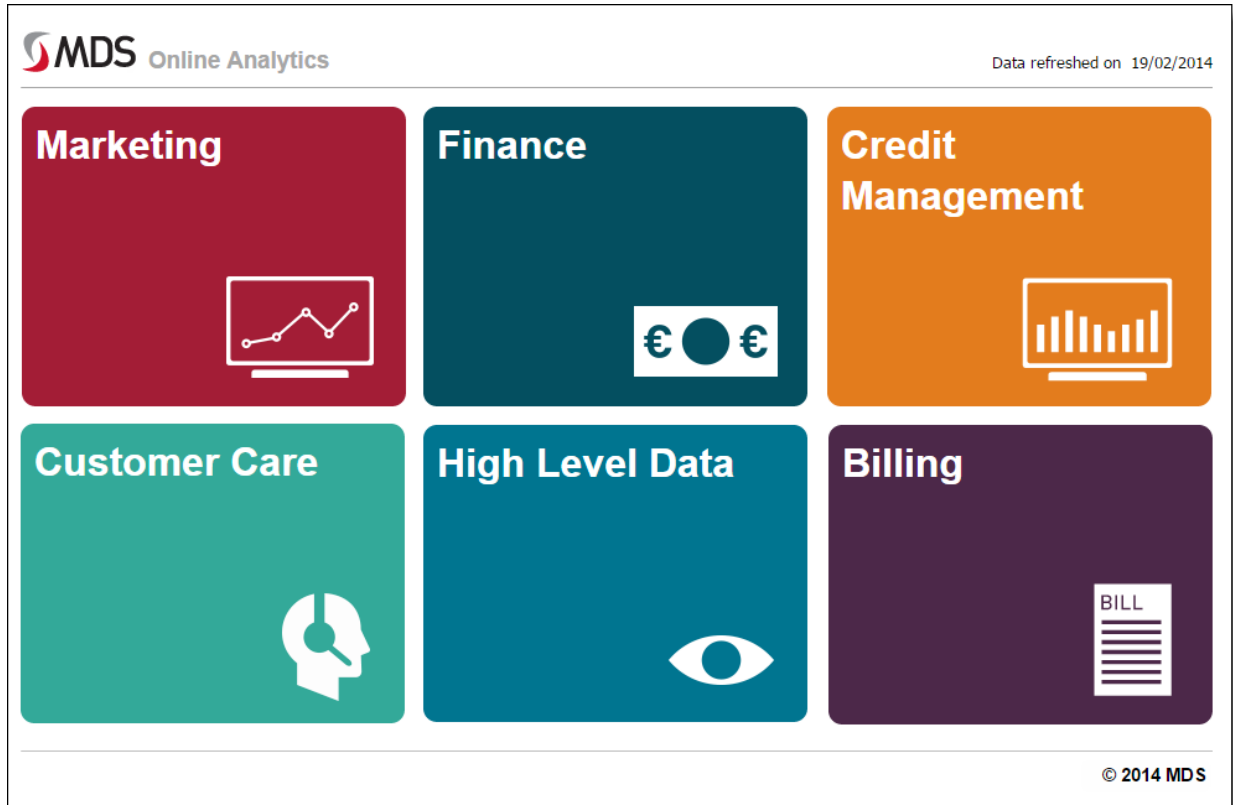 MDS Online Analytics
Data refreshed on 19/02/2014
Marketing
Finance
€ €
Credit
Management
Customer Care
High Level Data
Billing
BILL
© 2014 MDS